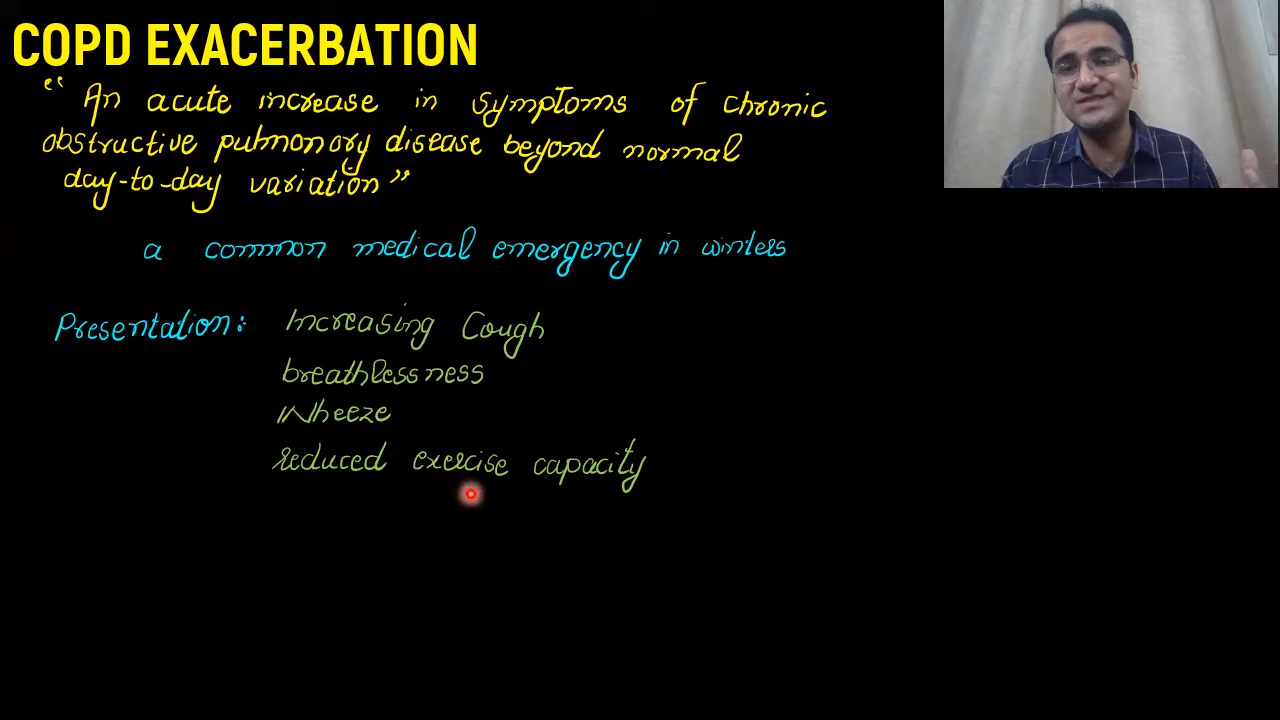 COPD EXACERBATION
" An acute increase in symptoms of chronic
obstructive pulmonory disease beyond normal
day-to-day variation"
a common medical emergency in winters
Presentation: Increasing Cough
breathlessness
Wheeze
reduced exercise capacity